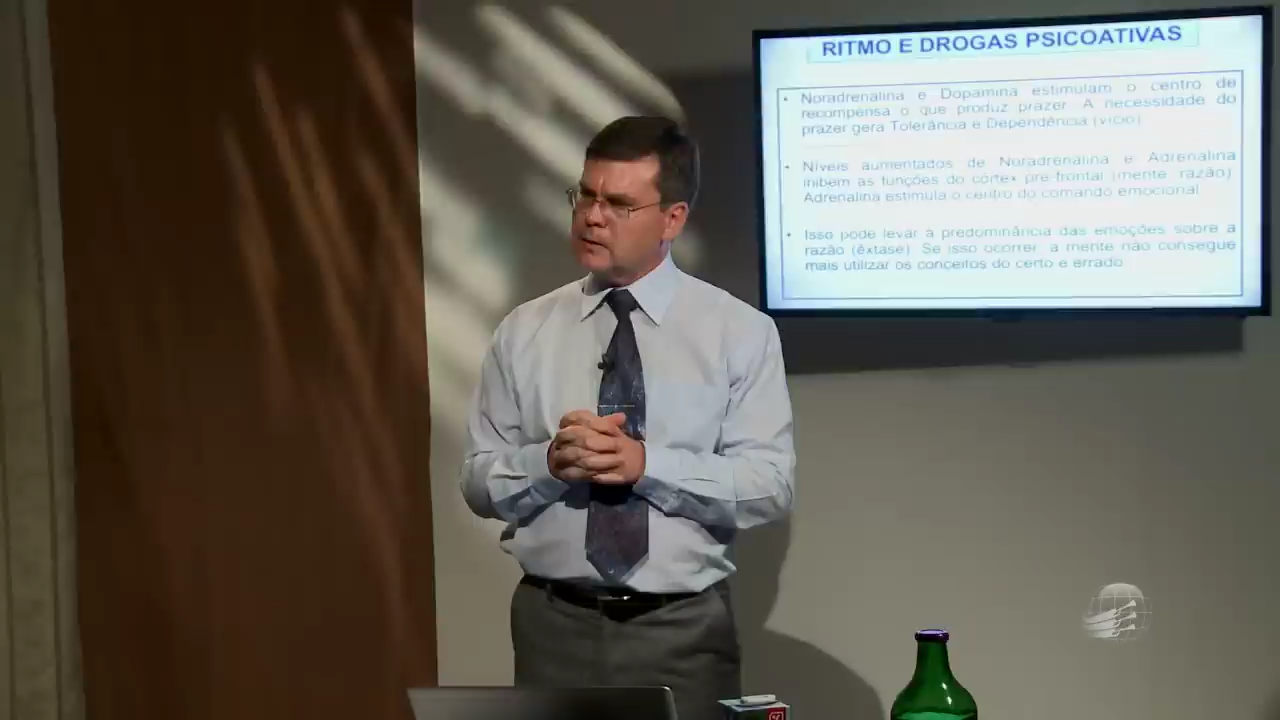 RITMO E DROGAS PSICOATIVAS
• Noradrenalina e Dopamina estimulam o centro de
recompensa o que produz prazer. A necessidade do
prazer gera Tolerância e Dependência (vício)
• Níveis aumentados de Noradrenalina e Adrenalina
inibem as funções do córtex pré-frontal (mente razão)
Adrenalina estimula o centro do comando emocional
• Isso pode levar à predominância das emoções sobre a
razão (êxtase) Se isso ocorrer a mente não consegue
mais utilizar os conceitos do certo e errado